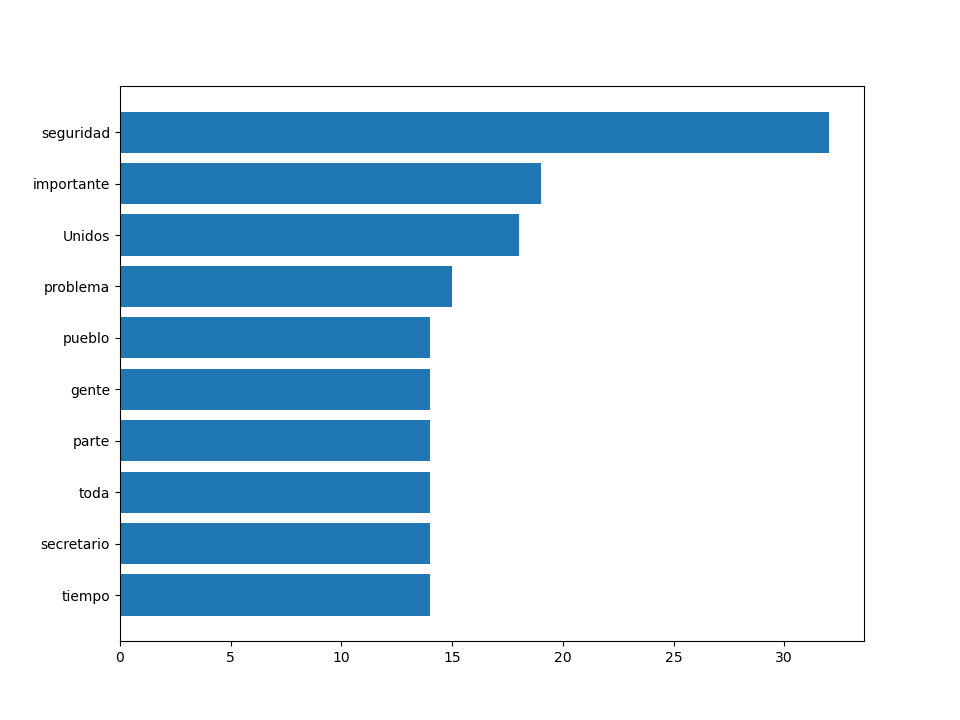 seguridad
importante
Unidos
problema
pueblo
gente
parte
toda
secretario
tiempo
0 5 10 15 20 25 30